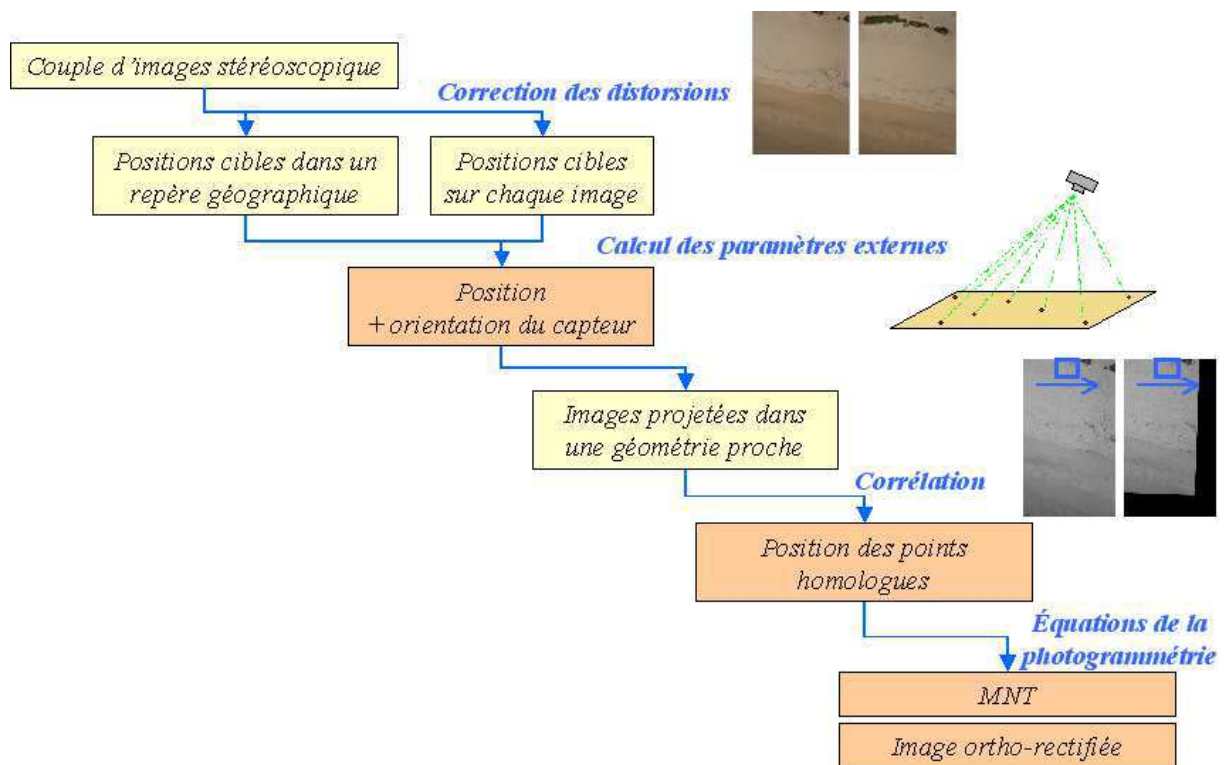 Couple d'images stéréoscopique
Correction des distorsions
Positions cibles dans un
repère géographique
Positions cibles
sur chaque image
Calcul des paramètres externes
Position
+ orientation du capteur
Images projetées dans
une géométrie proche
Corrélation
Position des points
homologues
Équations de la
photogrammétrie
MNT
Image ortho-rectifiée